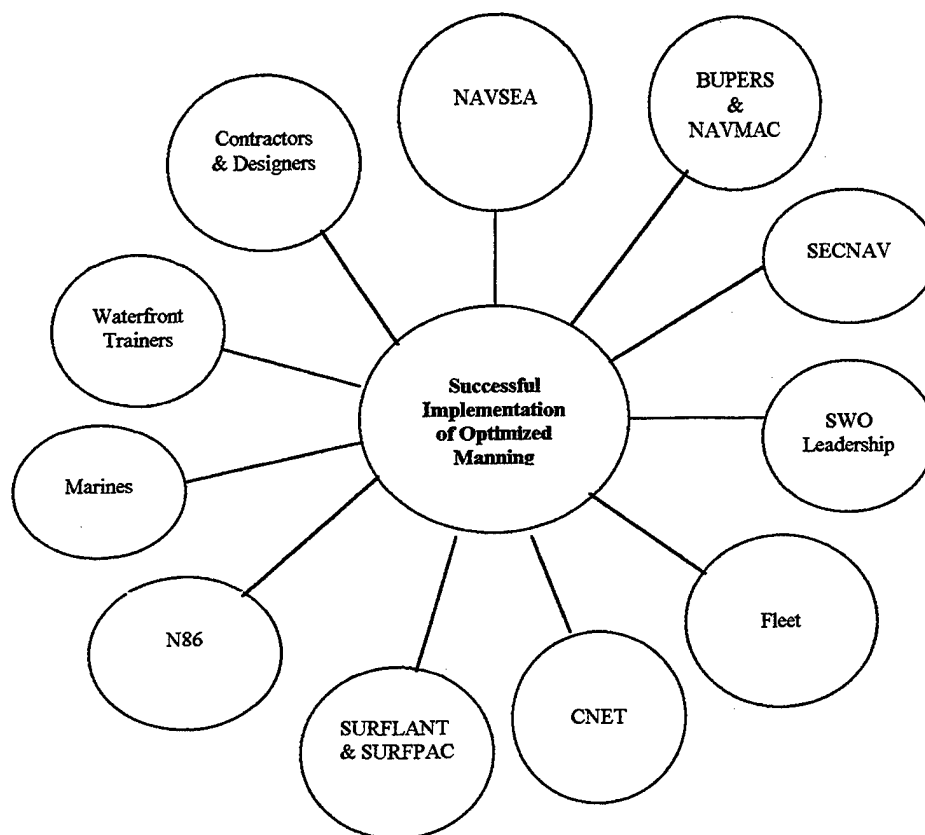 NAVSEA
BUPERS
&
NAVMAC
Contractors
& Designers
SECNAV
Waterfront
Trainers
Successful
Implementation
of Optimized
Manning
SWO
Leadership
Marines
Fleet
N86
CNET
SURFLANT
& SURFPAC